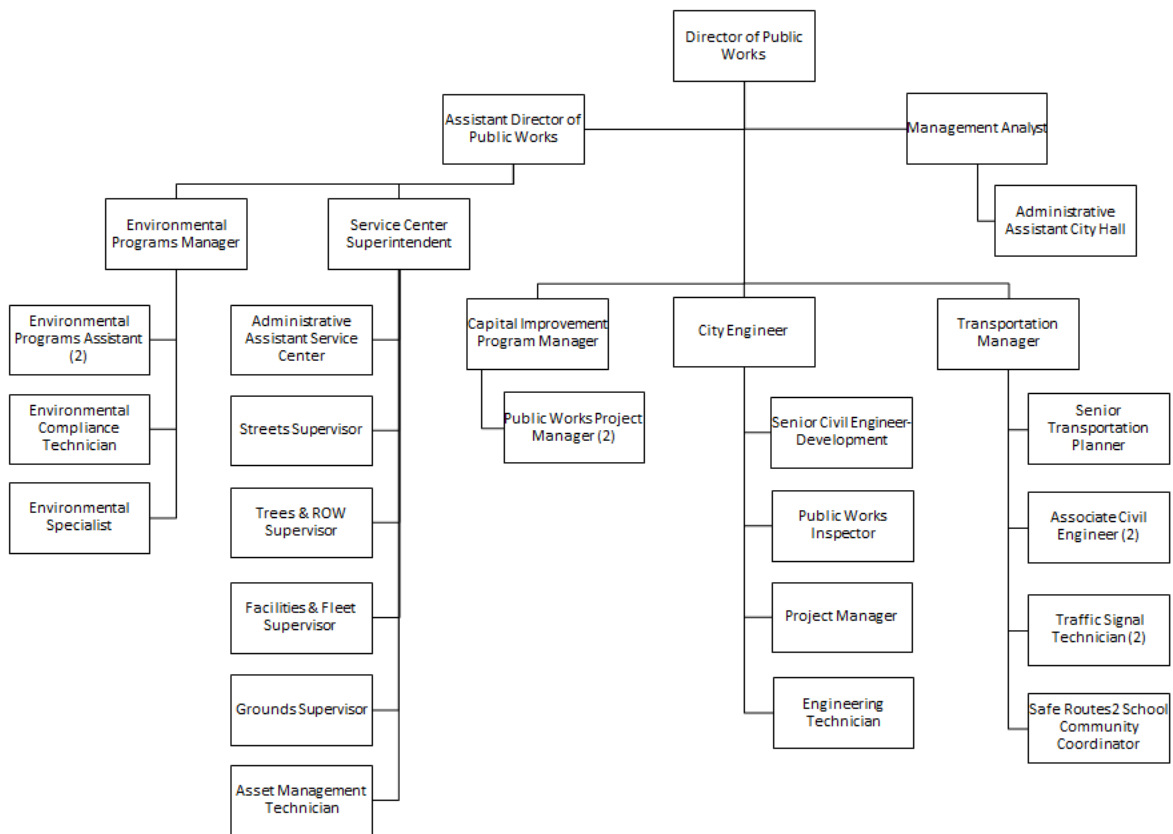 Director of Public
Works
Assistant Director of
Public Works
Management Analyst
Administrative
Assistant City Hall
Environmental
Programs Manager
Service Center
Superintendent
Environmental
Programs Assistant
(2)
Environmental
Compliance
Technician
Environmental
Specialist
Administrative
Assistant Service
Center
Streets Supervisor
Trees & ROW
Supervisor
Facilities & Fleet
Supervisor
Grounds Supervisor
Asset Management
Technician
Capital Improvement
Program Manager
Public Works Project
Manager (2)
City Engineer
Senior Civil Engineer-
Development
Public Works
Inspector
Project Manager
Engineering
Technician
Transportation
Manager
Senior
Transportation
Planner
Associate Civil
Engineer (2)
Traffic Signal
Technician (2)
Safe Routes2 School
Community
Coordinator